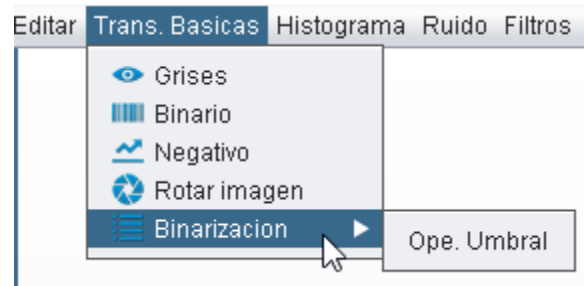 Editar Trans. Basicas Histograma Ruido Filtros
Grises
Binario
Negativo
Rotar imagen
Binarizacion
Ope. Umbral